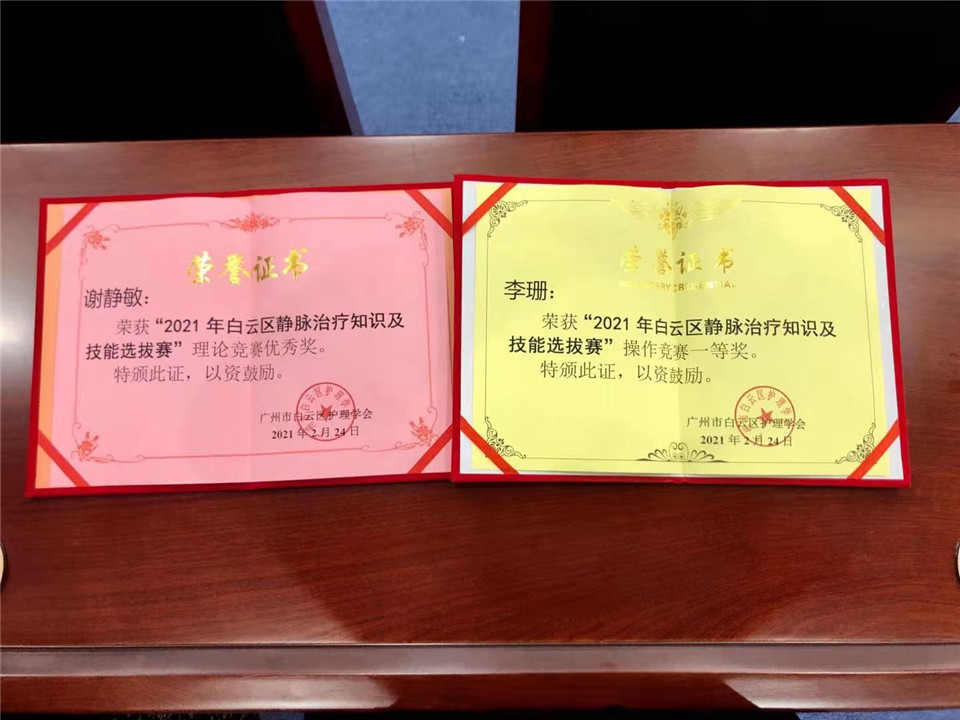 荣誉证书
谢静敏：
荣获“2021年白云区静脉治疗知识及
技能选拔赛”理论竞赛优秀奖。
特颁此证，以资鼓励。
广州市白云区护理学会
2021年2月24日
荣誉证书
李珊：
荣获“2021年白云区静脉治疗知识及
技能选拔赛”操作竞赛一等奖。
特颁此证，以资鼓励。
广州市白云区护理学会
2021年2月24日